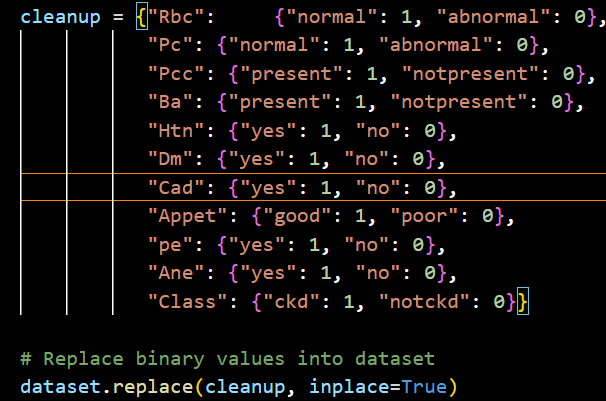 cleanup = {"Rbc":     {"normal": 1, "abnormal": 0},
"Pc": {"normal": 1, "abnormal": 0},
"Pcc": {"present": 1, "notpresent": 0},
"Ba": {"present": 1, "notpresent": 0},
"Htn": {"yes": 1, "no": 0},
"Dm": {"yes": 1, "no": 0},
"Cad": {"yes": 1, "no": 0},
"Appet": {"good": 1, "poor": 0},
"pe": {"yes": 1, "no": 0},
"Ane": {"yes": 1, "no": 0},
"Class": {"ckd": 1, "notckd": 0}}
# Replace binary values into dataset
dataset.replace(cleanup, inplace=True)